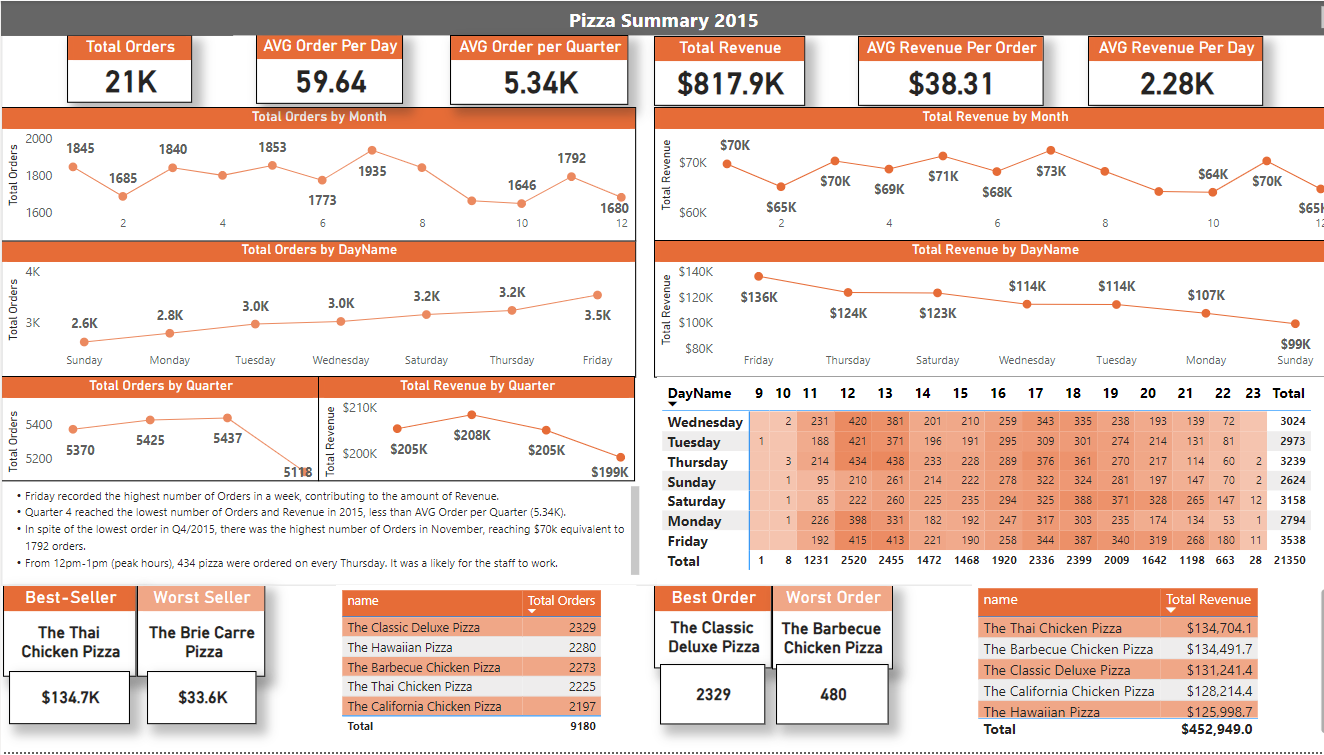 Pizza Summary 2015
Total Orders
21K
AVG Order Per Day
59.64
AVG Order per Quarter
5.34K
Total Revenue
$817.9K
AVG Revenue Per Order
$38.31
AVG Revenue Per Day
2.28K
Total Orders by Month
Total Orders
2000
1800
1600
1845
1685
1840
1853
1773
1935
1646
1792
1680
2 4 6 8 10 12
Total Revenue by Month
Total Revenue
$70K
$60K
$70K
$65K
$70K
$69K
$71K
$68K
$73K
$64K
$70K
$65K
2 4 6 8 10 12
Total Orders by DayName
Total Orders
4K
3K
2.6K
2.8K
3.0K
3.0K
3.2K
3.2K
3.5K
Sunday Monday Tuesday Wednesday Saturday Thursday Friday
Total Revenue by DayName
Total Revenue
$140K
$120K
$100K
$80K
$136K
$124K
$123K
$114K
$114K
$107K
$99K
Friday Thursday Saturday Wednesday Tuesday Monday Sunday
Total Orders by Quarter
Total Orders
5400
5200
5370
5425
5437
5118
Total Revenue by Quarter
Total Revenue
$210K
$200K
$205K
$208K
$205K
$199K
DayName 9 10 11 12 13 14 15 16 17 18 19 20 21 22 23 Total
Wednesday 2 231 420 381 201 210 259 343 335 238 193 139 72 3024
Tuesday 1 188 421 371 196 191 295 309 301 274 214 131 81 2973
Thursday 3 214 434 438 233 228 289 376 361 270 217 114 60 2 3239
Sunday 1 95 210 261 214 222 278 322 324 281 197 147 70 2 2624
Saturday 1 85 222 260 225 235 294 325 388 371 328 265 147 12 3158
Monday 1 226 398 331 182 192 247 317 303 235 174 134 53 1 2794
Friday 192 415 413 221 190 258 344 387 340 319 268 180 11 3538
Total 1 8 1231 2520 2455 1472 1468 1920 2336 2399 2009 1642 1198 663 28 21350
• Friday recorded the highest number of Orders in a week, contributing to the amount of Revenue.
• Quarter 4 reached the lowest number of Orders and Revenue in 2015, less than AVG Order per Quarter (5.34K).
• In spite of the lowest order in Q4/2015, there was the highest number of Orders in November, reaching $70k equivalent to
1792 orders.
• From 12pm-1pm (peak hours), 434 pizza were ordered on every Thursday. It was a likely for the staff to work.
Best-Seller
The Thai
Chicken Pizza
$134.7K
Worst Seller
The Brie Carre
Pizza
$33.6K
name Total Orders
The Classic Deluxe Pizza 2329
The Hawaiian Pizza 2280
The Barbecue Chicken Pizza 2273
The Thai Chicken Pizza 2225
The California Chicken Pizza 2197
Total 9180
Best Order
The Classic
Deluxe Pizza
2329
Worst Order
The Barbecue
Chicken Pizza
480
name Total Revenue
The Thai Chicken Pizza $134,704.1
The Barbecue Chicken Pizza $134,491.7
The Classic Deluxe Pizza $131,241.4
The California Chicken Pizza $128,214.4
The Hawaiian Pizza $125,998.7
Total $452,949.0